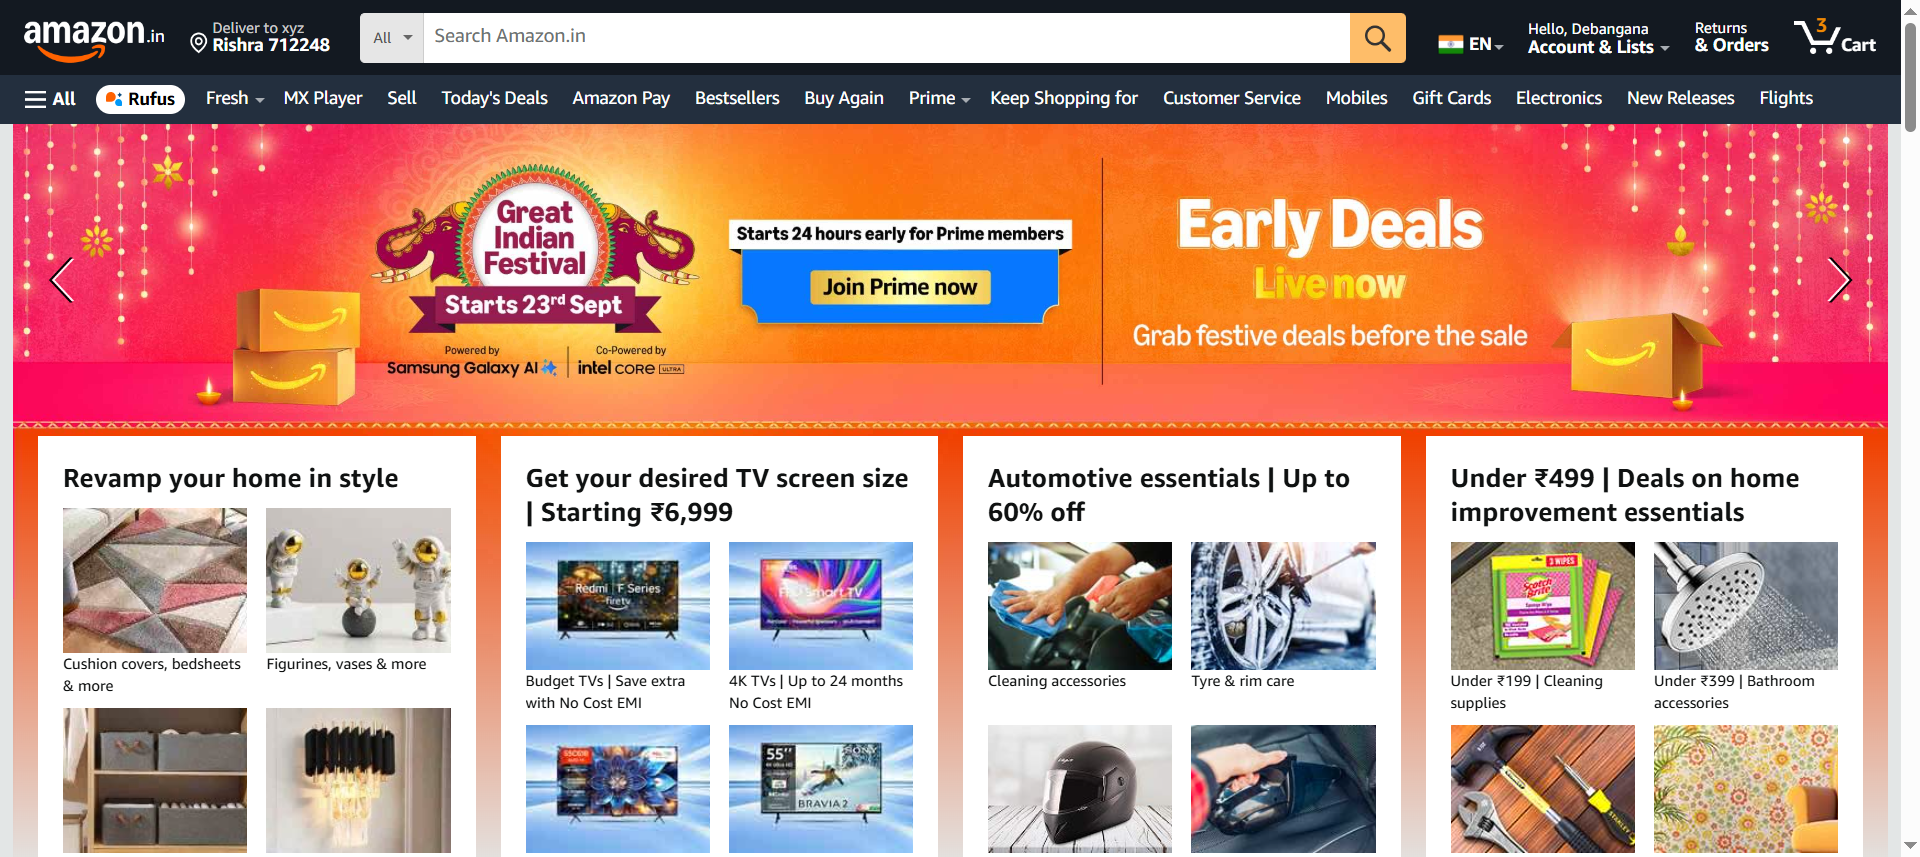 amazon.in
Deliver to xyz
Rishra 712248
All
Search Amazon.in
EN
Hello, Debangana
Account & Lists
Returns
& Orders
3
Cart
All
Rufus
Fresh
MX Player
Sell
Today's Deals
Amazon Pay
Bestsellers
Buy Again
Prime
Keep Shopping for
Customer Service
Mobiles
Gift Cards
Electronics
New Releases
Flights
Great
Indian
Festival
Starts 23rd Sept
Powered by
Samsung Galaxy AI
Co-Powered by
intel CORE ULTRA
Starts 24 hours early for Prime members
Join Prime now
Early Deals
Live now
Grab festive deals before the sale
Revamp your home in style
Cushion covers, bedsheets
& more
Figurines, vases & more
Get your desired TV screen size
| Starting ₹6,999
Redmi | F Series
firetv
Budget TVs | Save extra
with No Cost EMI
Smart TV
4K TVs | Up to 24 months
No Cost EMI
55"
SONY
BRAVIA 2
Automotive essentials | Up to
60% off
Cleaning accessories
Tyre & rim care
Under ₹499 | Deals on home
improvement essentials
3 WIPES
Scotch
Brite
Under ₹199 | Cleaning
supplies
Under ₹399 | Bathroom
accessories
STANLEY